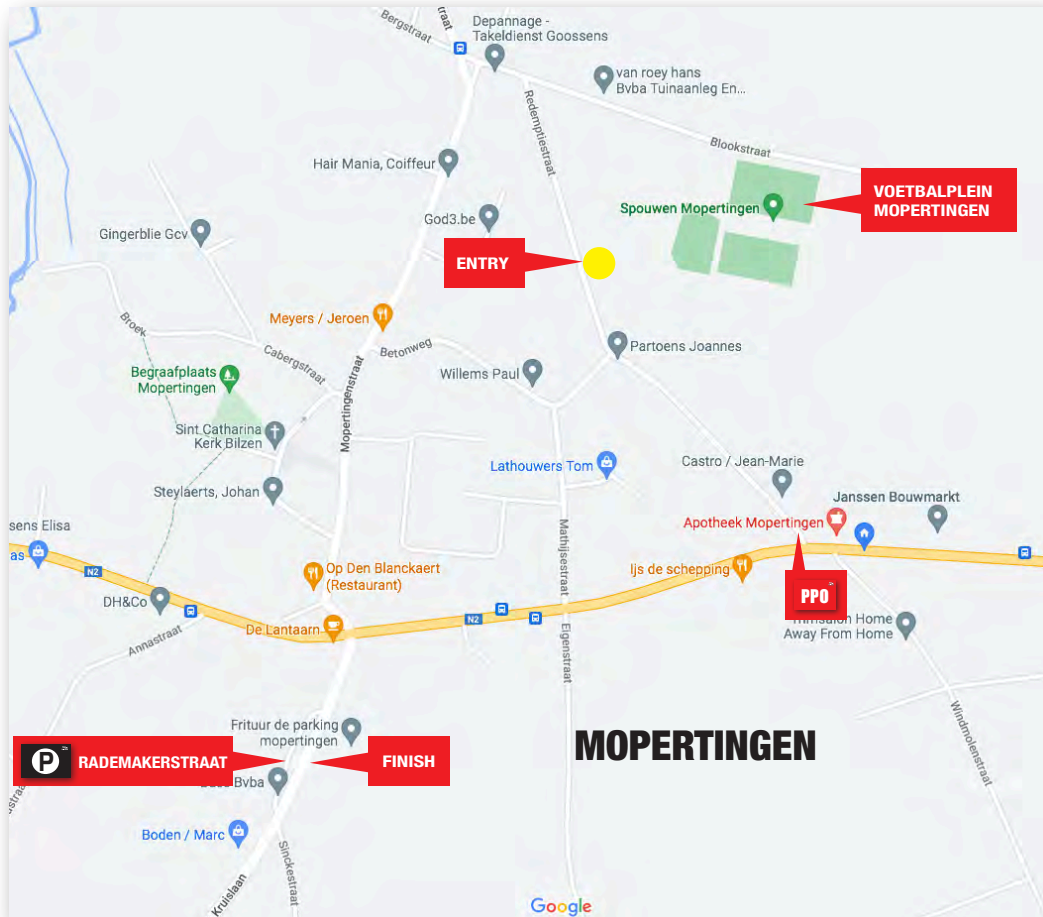 Bergstraat
Depannage -
Takeldienst Goossens
van roey hans
Bvba Tuinaanleg En...
Redemptiestraat
Blookstraat
Hair Mania, Coiffeur
VOETBALPLEIN
MOPERTINGEN
Spouwen Mopertingen
God3.be
Gingerblie Gcv
ENTRY
Meyers / Jeroen
Broek
Cabergstraat
Betonweg
Partoens Joannes
Begraafplaats
Mopertingen
Willems Paul
Mopertingenstraat
Sint Catharina
Kerk Bilzen
Lathouwers Tom
Castro / Jean-Marie
Steylaerts, Johan
Janssen Bouwmarkt
Apotheek Mopertingen
sens Elisa
as
N2
Mathijsestraat
Op Den Blanckaert
(Restaurant)
Ijs de schepping
PPO
DH&Co
De Lantaarn
N2
Home
Away From Home
Annastraat
Eigenstraat
Windmolenstraat
Frituur de parking
mopertingen
MOPERTINGEN
P RADEMAKERSTRAAT
FINISH
Bvba
Boden / Marc
Sinckestraat
Kruislaan
Google